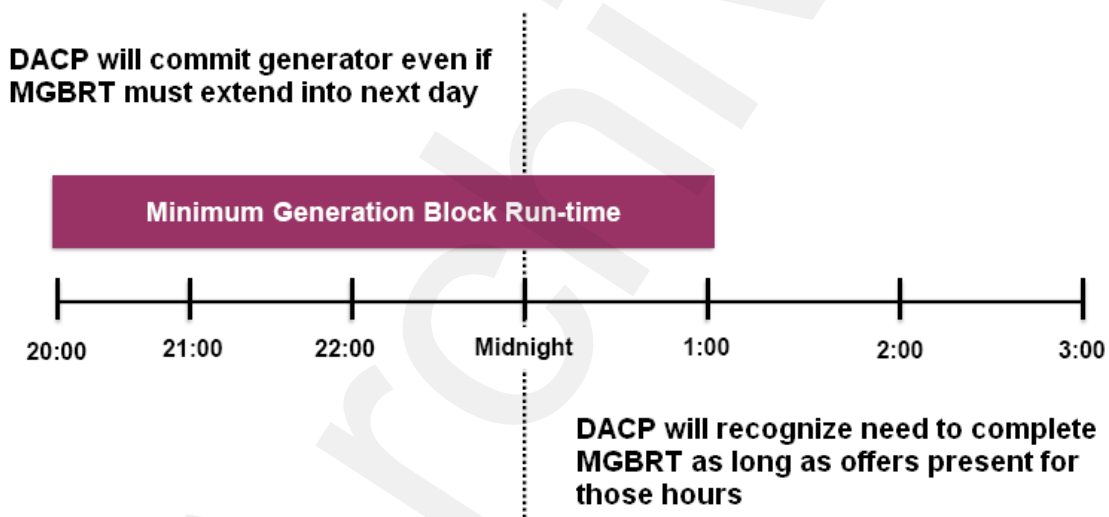 DACP will commit generator even if
MGBRT must extend into next day
Minimum Generation Block Run-time
20:00 21:00 22:00 Midnight 1:00 2:00 3:00
DACP will recognize need to complete
MGBRT as long as offers present for
those hours